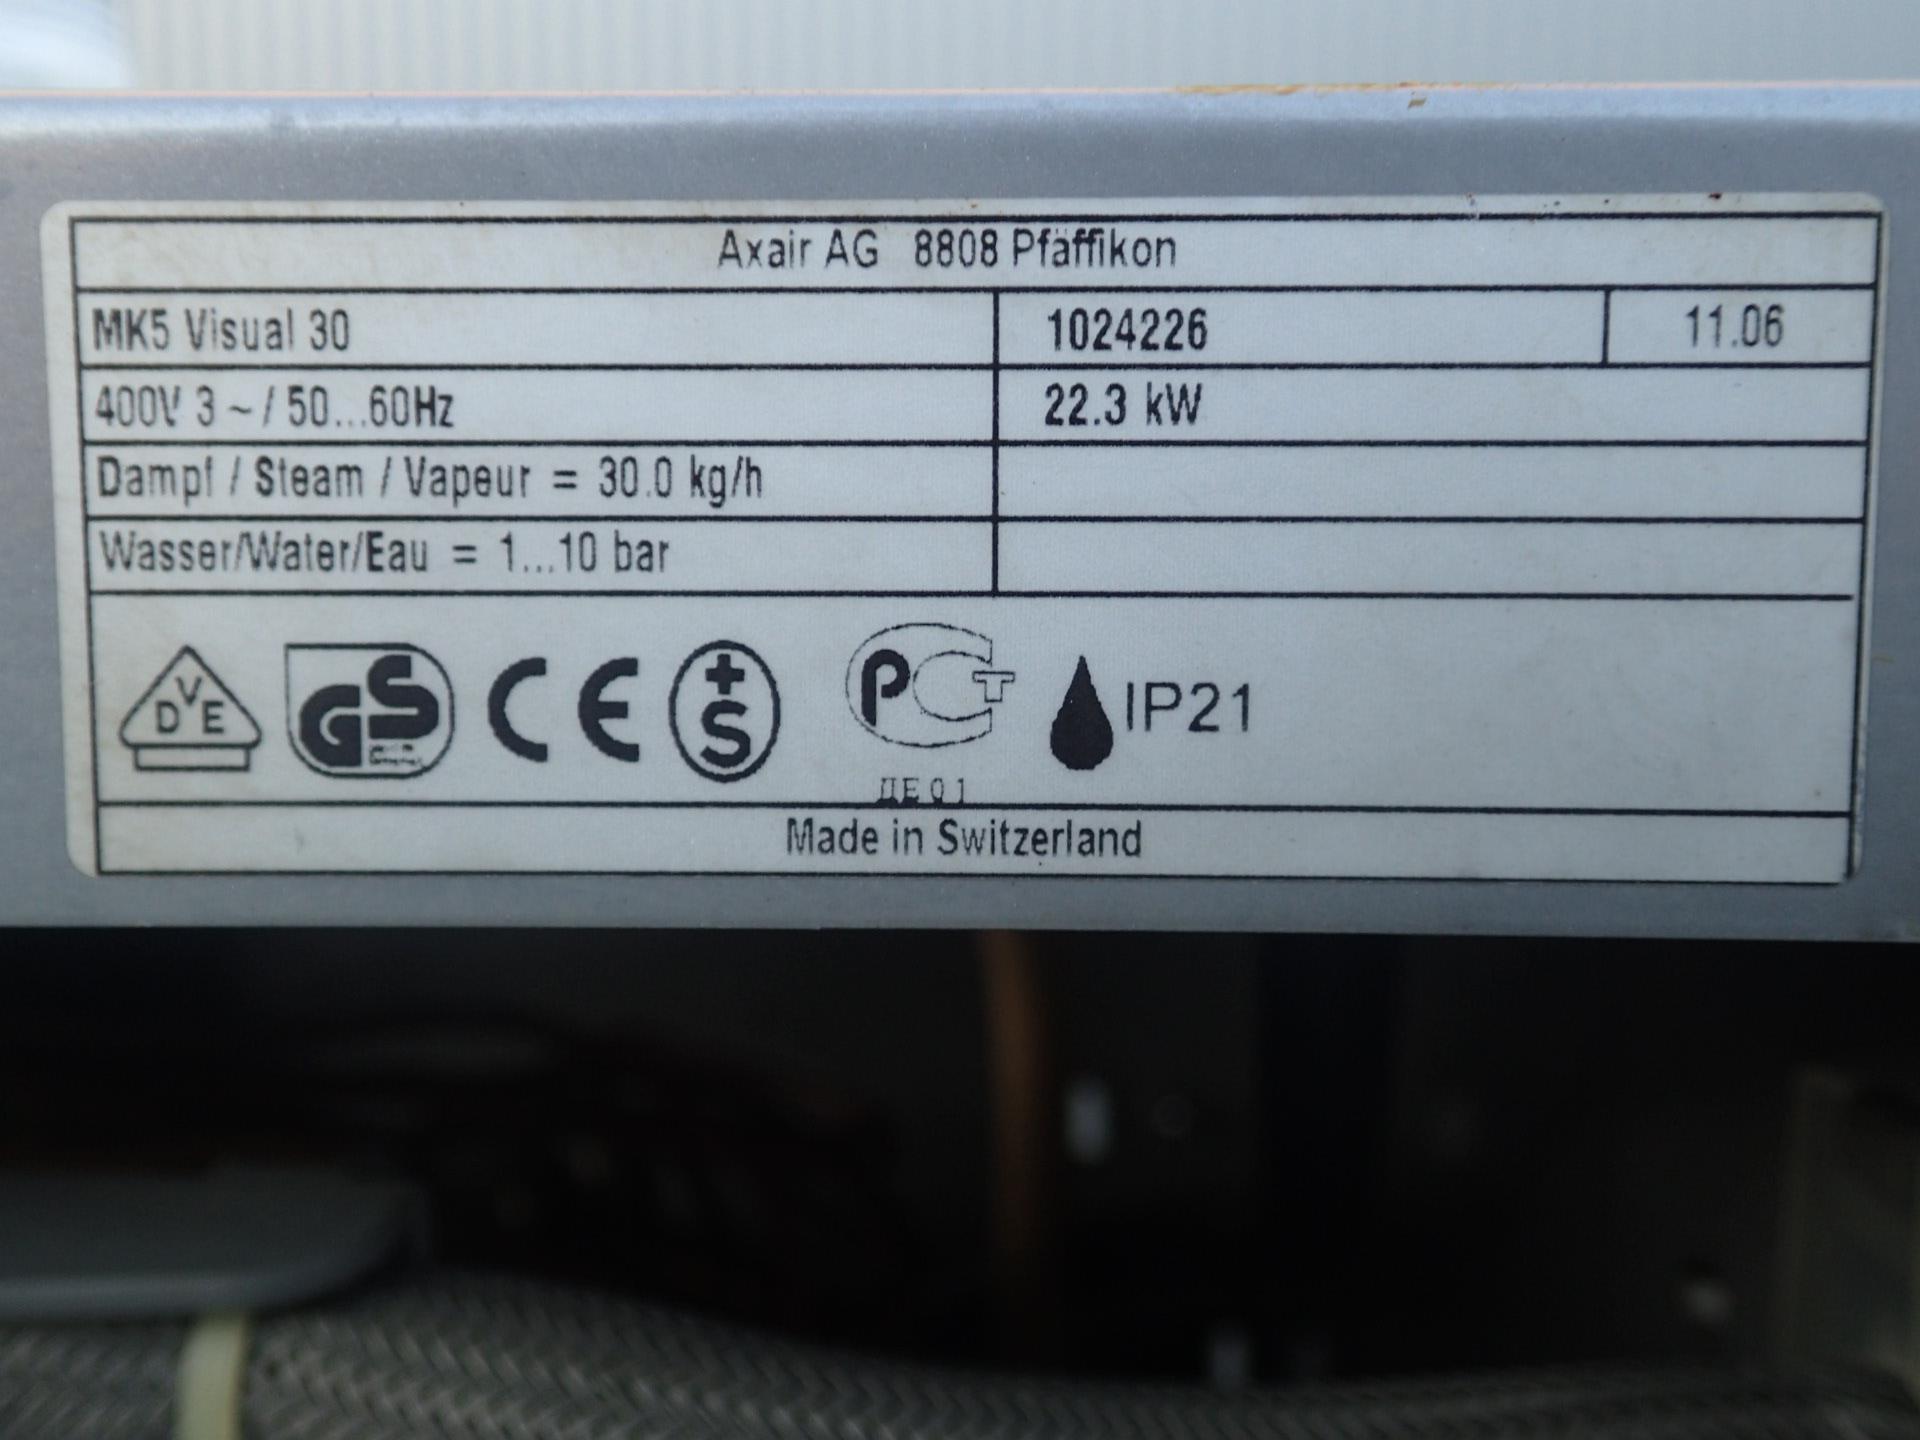 Axair AG 8808 Pfäffikon
MK5 Visual 30 1024226 11.06
400V 3 ~ / 50...60Hz 22.3 kW
Dampf / Steam / Vapeur = 30.0 kg/h
Wasser/Water/Eau = 1...10 bar
DVE GS CE +S PCT IP21
ДЕ 01
Made in Switzerland